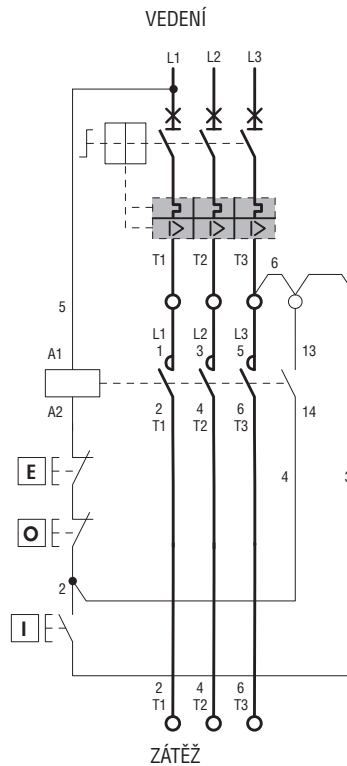 VEDENÍ
L1 L2 L3
T1 T2 T3
6
5
L1 L2 L3
1 3 5 13
A1
A2
2 4 6 14
T1 T2 T3
E
4
O
2
I
2 4 6
T1 T2 T3
ZÁTĚŽ